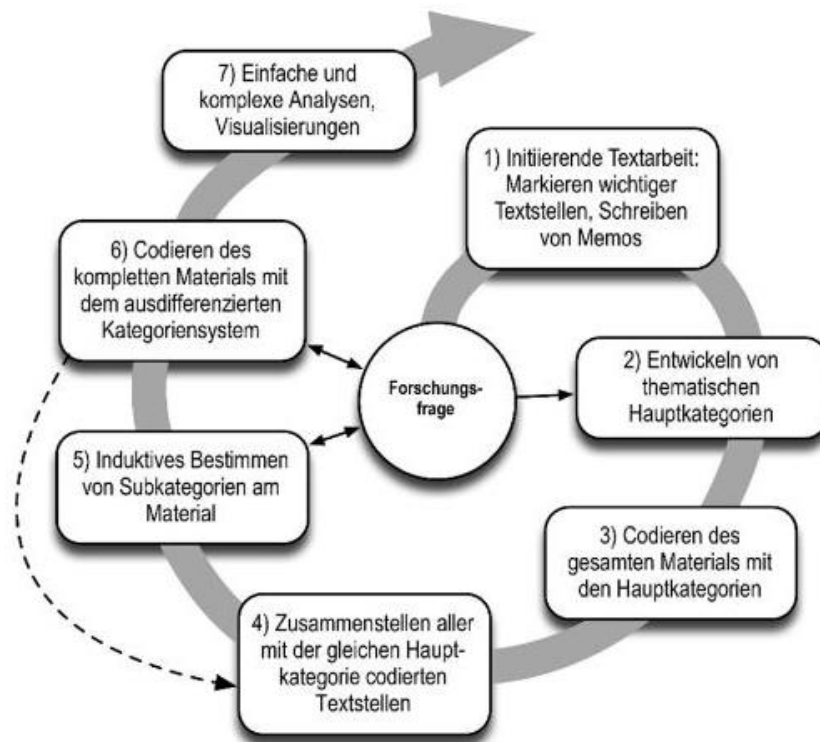 7) Einfache und
komplexe Analysen,
Visualisierungen
1) Initiierende Textarbeit:
Markieren wichtiger
Textstellen, Schreiben
von Memos
6) Codieren des
kompletten Materials mit
dem ausdifferenzierten
Kategoriensystem
Forschungs-
frage
2) Entwickeln von
thematischen
Hauptkategorien
5) Induktives Bestimmen
von Subkategorien am
Material
3) Codieren des
gesamten Materials mit
den Hauptkategorien
4) Zusammenstellen aller
mit der gleichen Haupt-
kategorie codierten
Textstellen